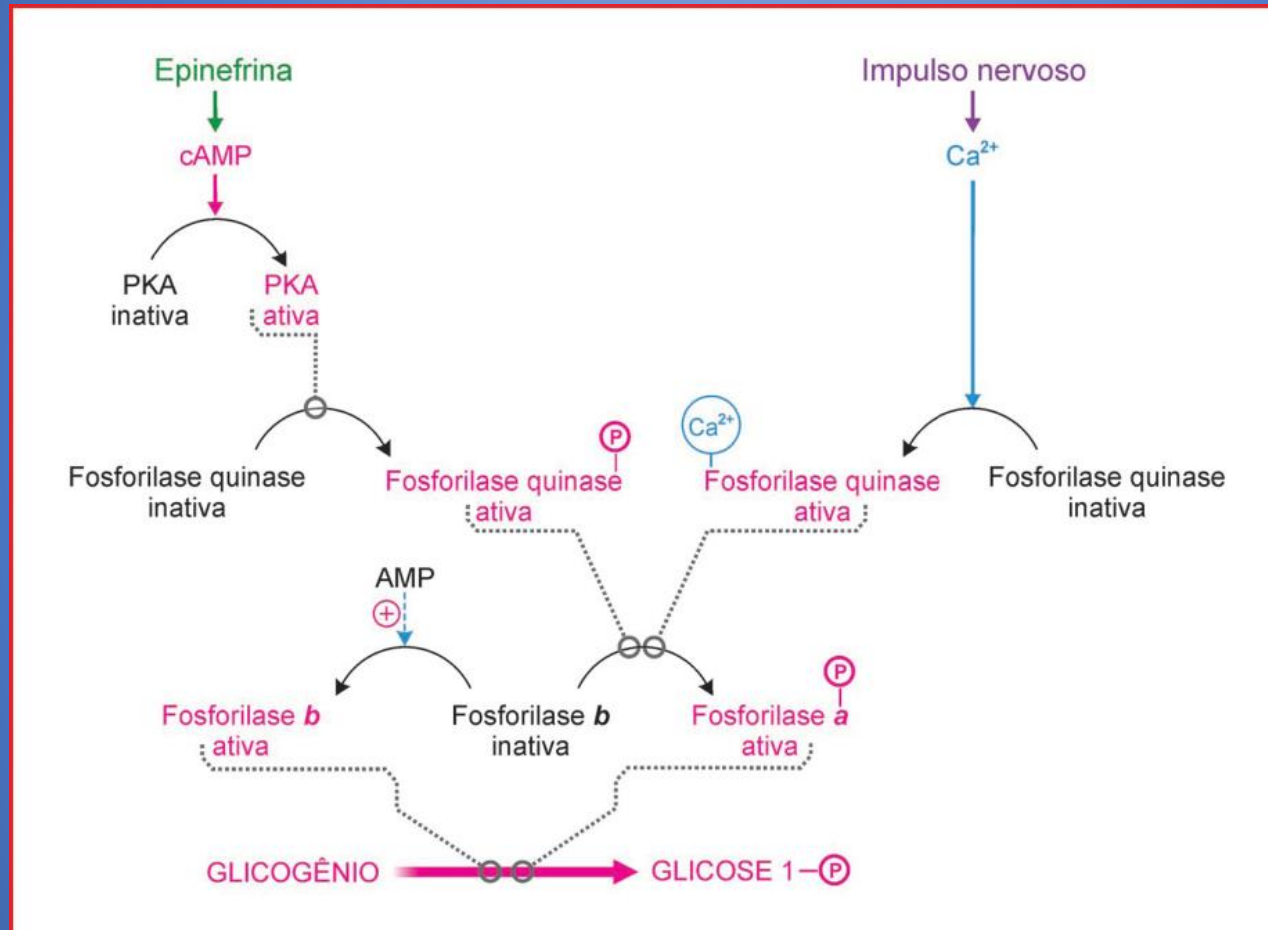 Epinefrina
Impulso nervoso
cAMP
Ca²⁺
PKA
inativa
PKA
ativa
P
Ca²⁺
Fosforilase quinase
inativa
Fosforilase quinase
ativa
Fosforilase quinase
ativa
Fosforilase quinase
inativa
AMP
+
P
Fosforilase b
ativa
Fosforilase b
inativa
Fosforilase a
ativa
GLICOGÊNIO
GLICOSE 1–P